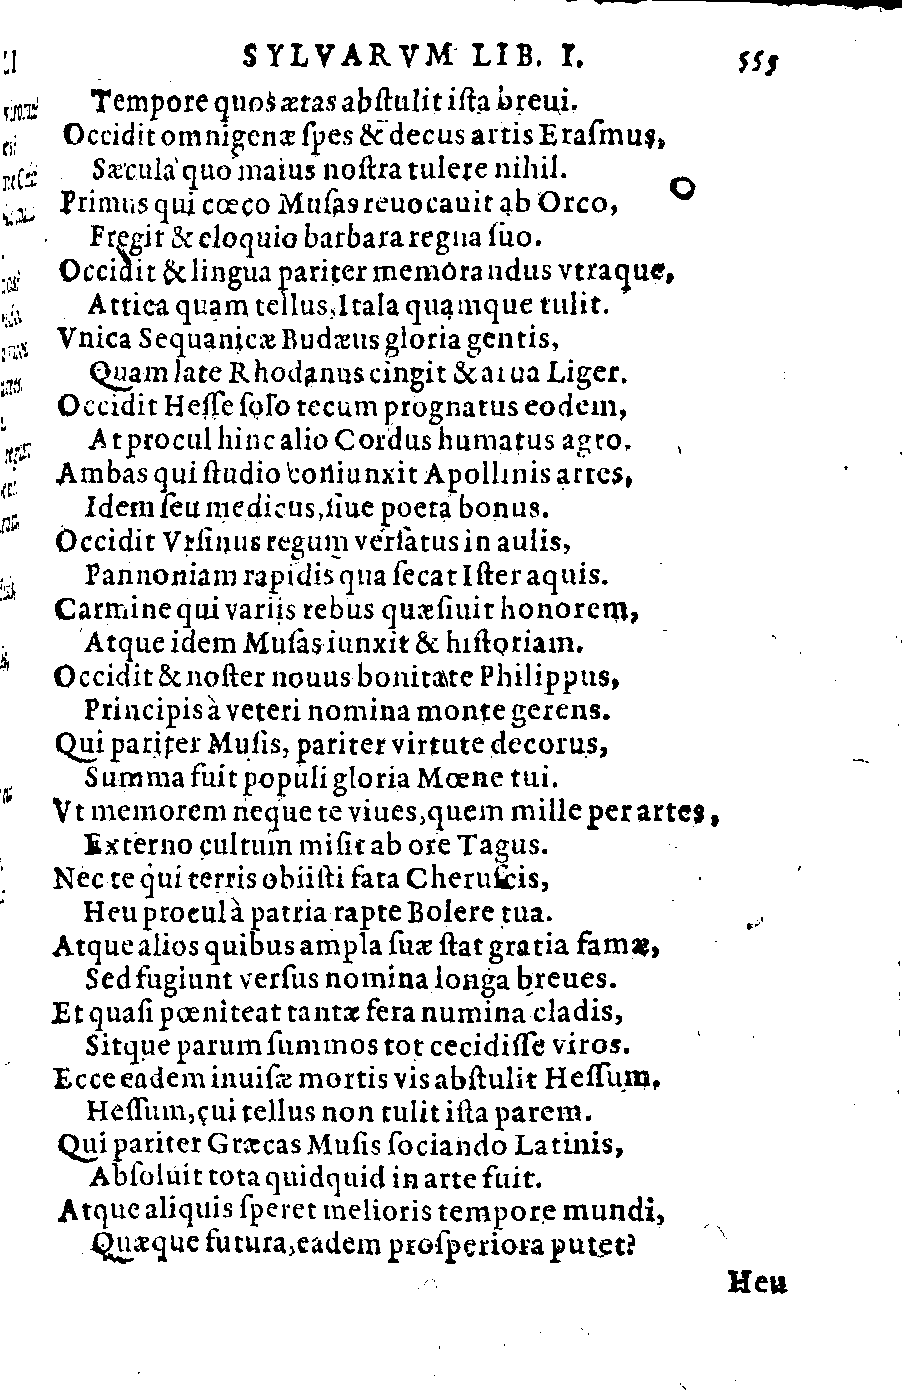 SYLVARVM LIB. I. 555
Tempore quos ætas abſtulit iſta breui.
Occidit omnigenæ ſpes & decus artis Eraſmus,
Sæcula quo maius noſtra tulere nihil.
Primus qui cœco Muſas reuocauit ab Orco,
Fregit & eloquio barbara regna ſuo.
Occidit & lingua pariter memorandus vtraque,
Attica quam tellus, Itala quamque tulit.
Vnica Sequanicæ Budæus gloria gentis,
Quam late Rhodanus cingit & arua Liger.
Occidit Heſſe ſolo tecum prognatus eodem,
At procul hinc alio Cordus humatus agro.
Ambas qui ſtudio coniunxit Apollinis artes,
Idem ſeu medicus, ſiue poeta bonus.
Occidit Vrſinus regum verſatus in aulis,
Pannoniam rapidis qua ſecat Iſter aquis.
Carmine qui variis rebus quæſiuit honorem,
Atque idem Muſas iunxit & hiſtoriam.
Occidit & noſter nouus bonitate Philippus,
Principis à veteri nomina monte gerens.
Qui pariter Muſis, pariter virtute decorus,
Summa fuit populi gloria Mœne tui.
Vt memorem neque te viues, quem mille per artes,
Externo cultum miſit ab ore Tagus.
Nec te qui terris obiiſti fata Cheruſcis,
Heu procul à patria rapte Bolere tua.
Atque alios quibus ampla ſuæ ſtat gratia famæ,
Sed fugiunt verſus nomina longa breues.
Et quaſi pœniteat tantæ fera numina cladis,
Sitque parum ſummos tot cecidiſſe viros.
Ecce eadem inuiſæ mortis vis abſtulit Heſſum,
Heſſum, cui tellus non tulit iſta parem.
Qui pariter Græcas Muſis ſociando Latinis,
Abſoluit tota quidquid in arte fuit.
Atque aliquis ſperet melioris tempore mundi,
Quæque futura, eadem proſperiora putet?
Heu